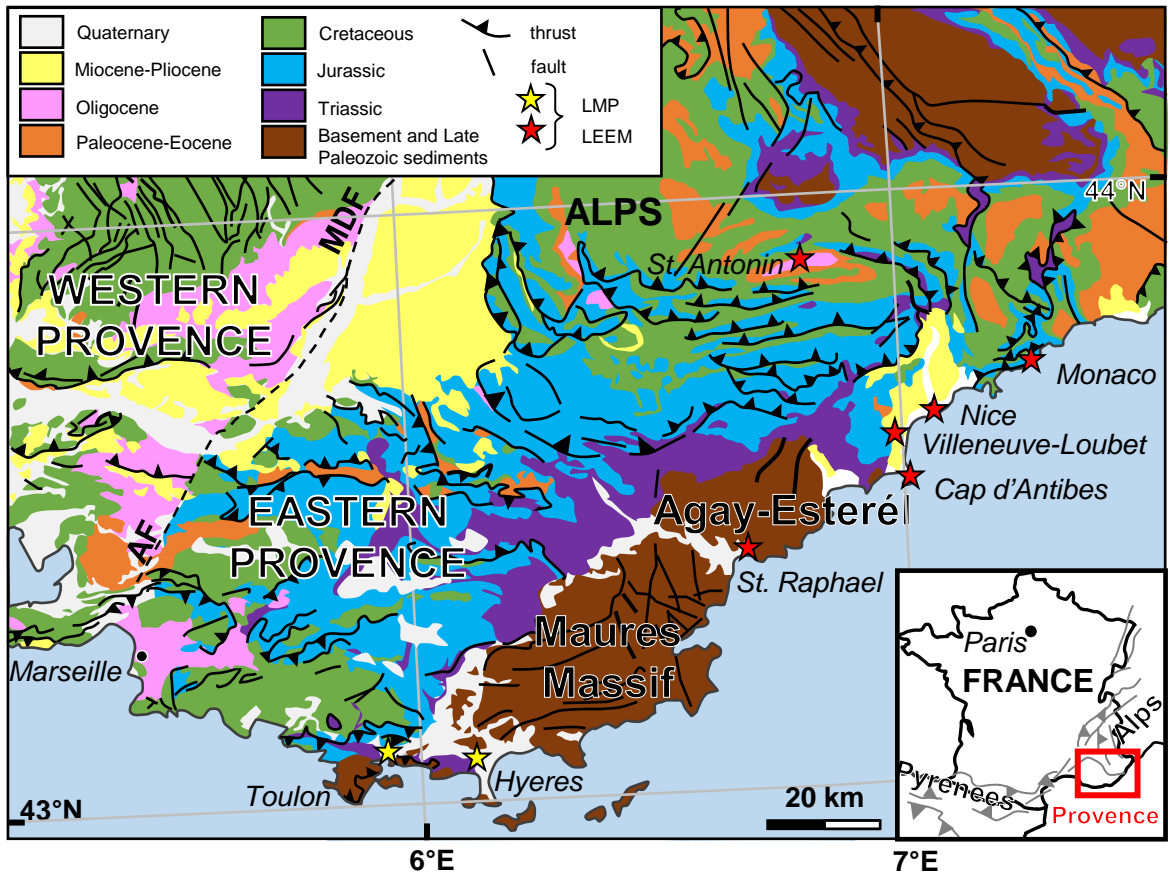 Quaternary
Miocene-Pliocene
Oligocene
Paleocene-Eocene
Cretaceous
Jurassic
Triassic
Basement and Late
Paleozoic sediments
thrust
fault
LMP
LEEM
44°N
ALPS
MDF
St. Antonin
WESTERN
PROVENCE
Monaco
Nice
Villeneuve-Loubet
Cap d'Antibes
EASTERN
PROVENCE
Agay-Esterél
AF
St. Raphael
Maures
Massif
Marseille
Toulon
Hyeres
43°N
20 km
Paris
FRANCE
Alps
Pyrenees
Provence
6°E
7°E